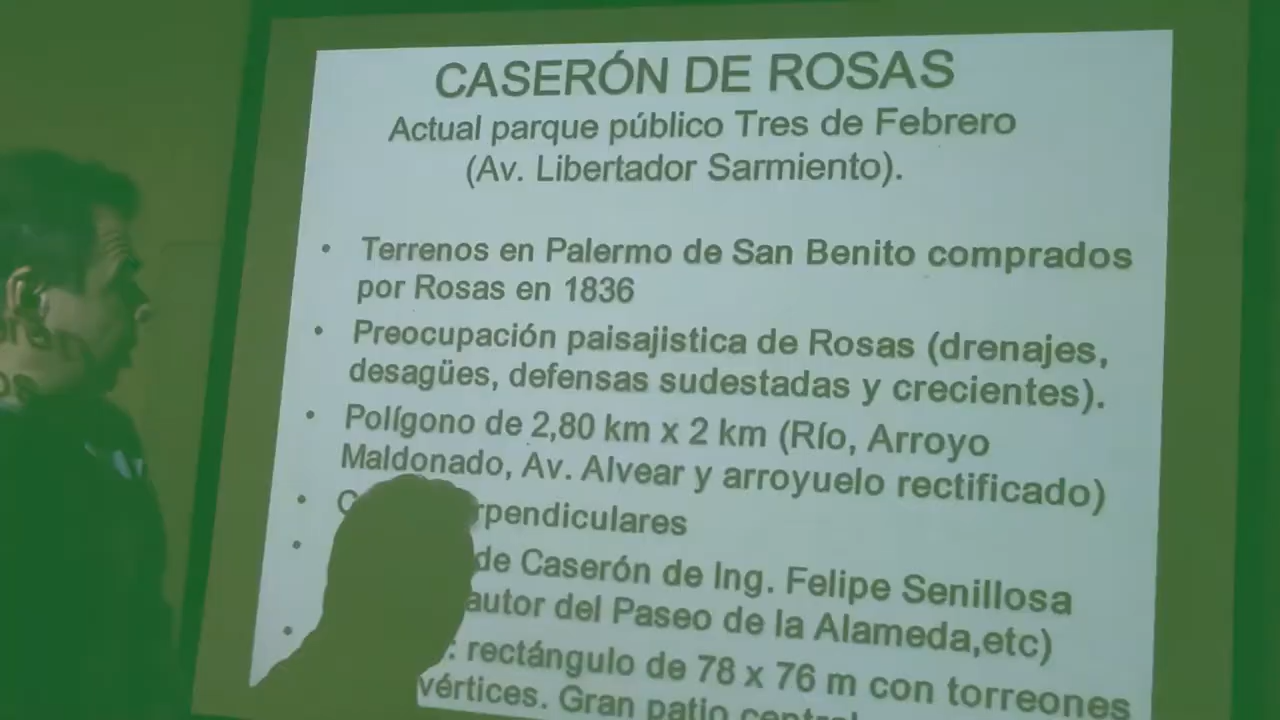 CASERÓN DE ROSAS
Actual parque público Tres de Febrero
(Av. Libertador Sarmiento).
• Terrenos en Palermo de San Benito comprados
por Rosas en 1836
• Preocupación paisajistica de Rosas (drenajes,
desagües, defensas sudestadas y crecientes).
• Polígono de 2,80 km x 2 km (Río, Arroyo
Maldonado, Av. Alvear y arroyuelo rectificado)
• rpendiculares
• de Caserón de Ing. Felipe Senillosa
autor del Paseo de la Alameda,etc)
• : rectángulo de 78 x 76 m con torreones
vértices. Gran patio central